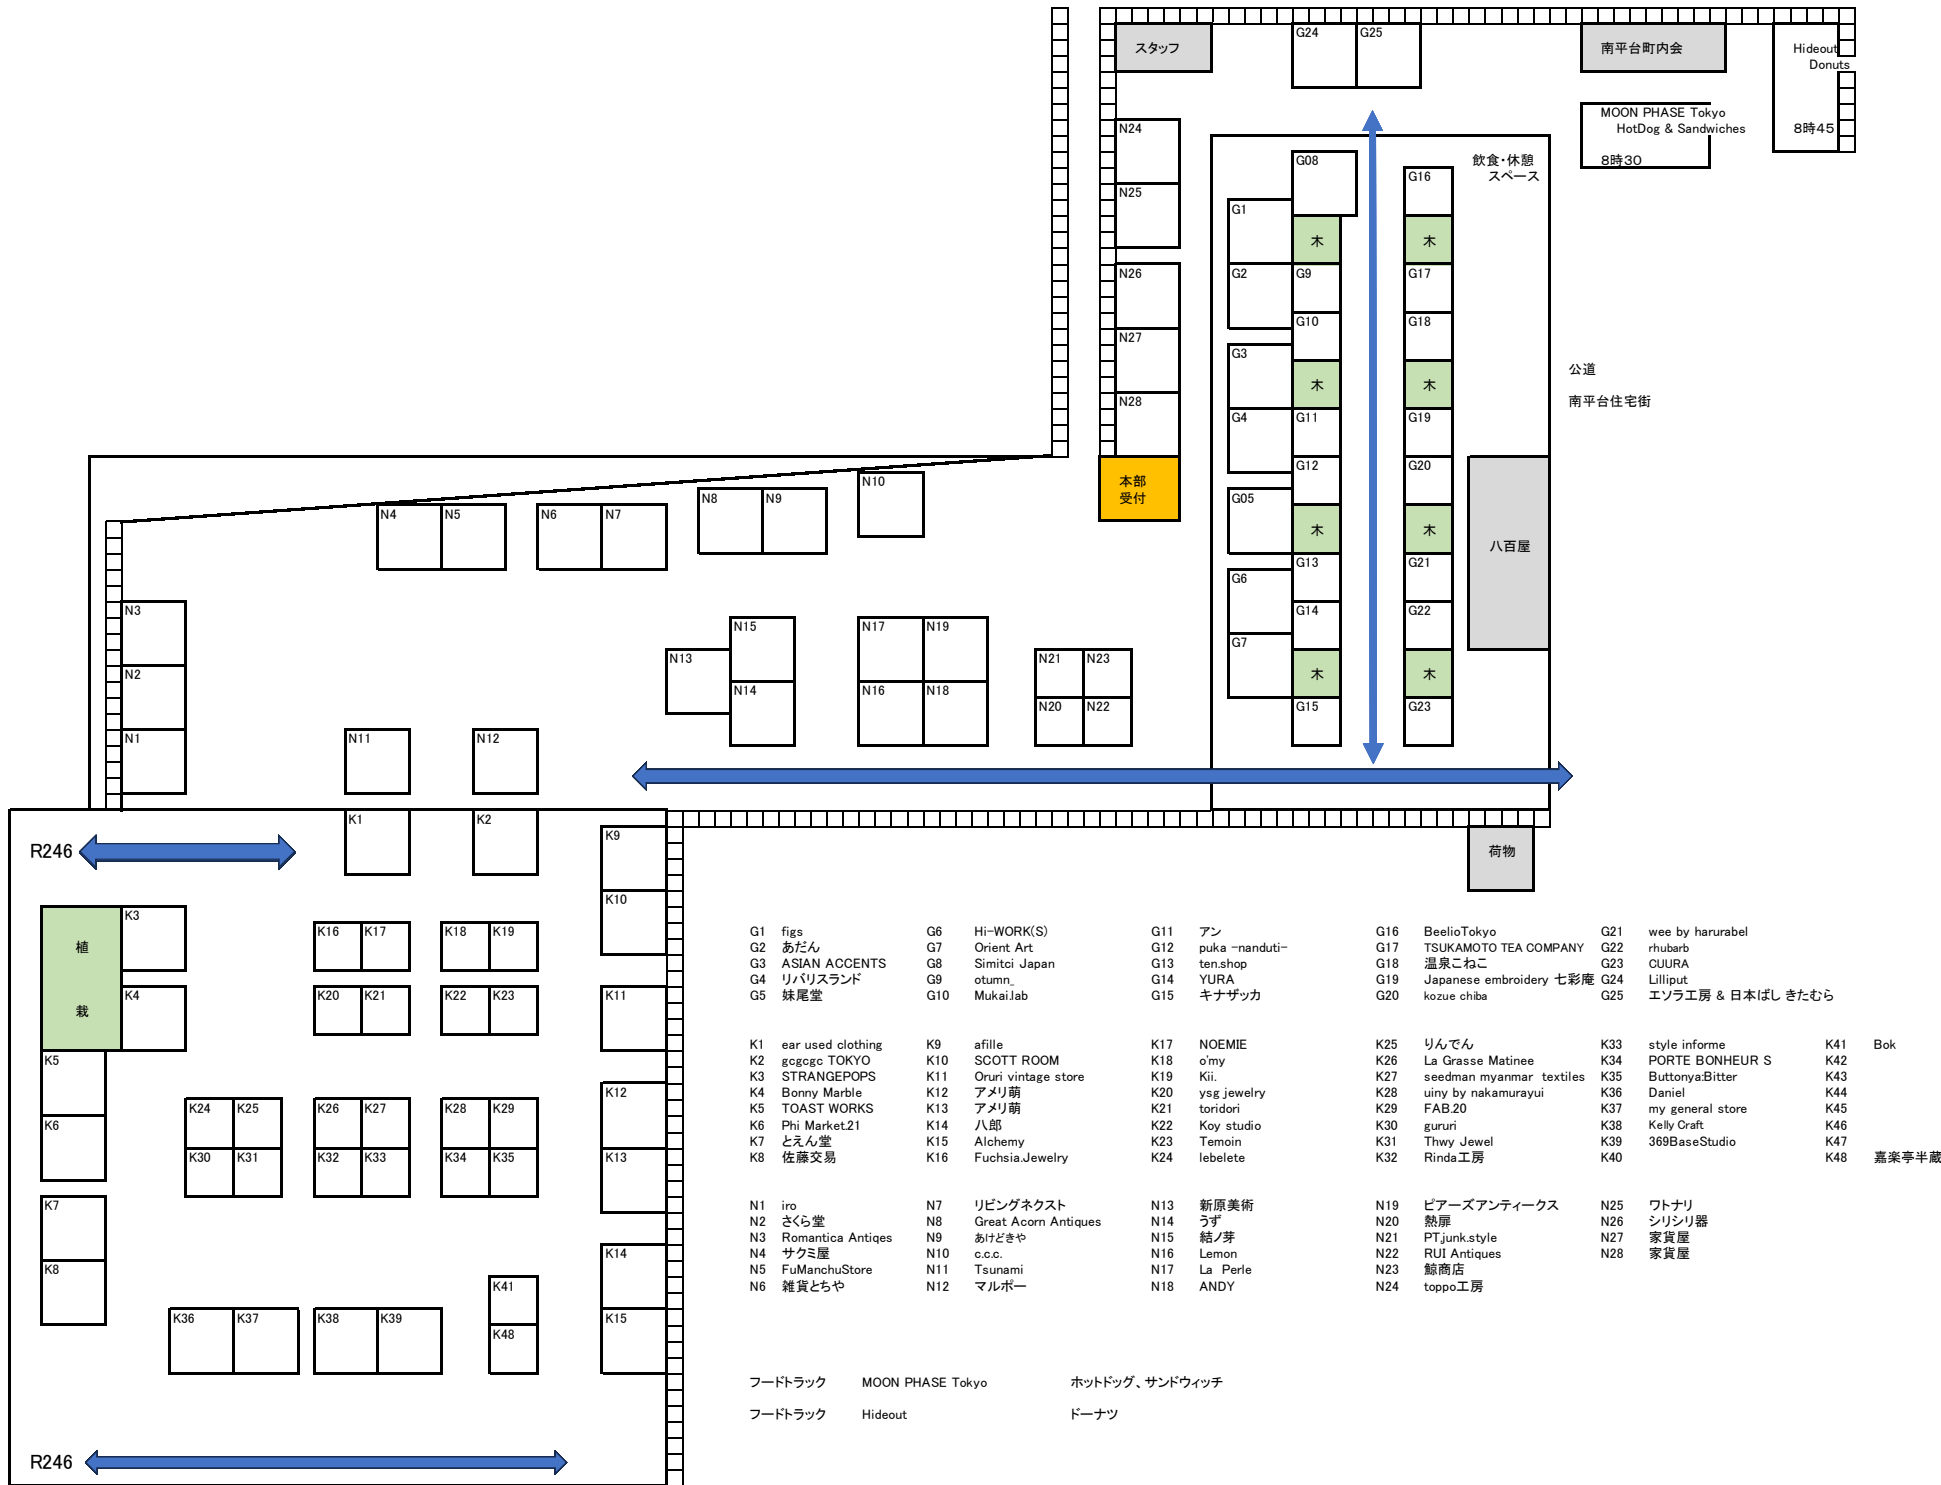 スタッフ
G24 G25
南平台町内会
Hideout
Donuts
8時45
MOON PHASE Tokyo
HotDog & Sandwiches
8時30
N24
N25
N26
N27
N28
本部
受付
飲食・休憩
スペース
G08
G16
G1
木 木
G2 G9 G17
G10 G18
G3
木 木
G4 G11 G19
G12 G20
G05
木 木
G13 G21
G6
G14 G22
G7
木 木
G15 G23
八百屋
公道
南平台住宅街
N4 N5 N6 N7 N8 N9 N10
N3
N2
N1
N13 N15
N14
N17 N19
N16 N18
N21 N23
N20 N22
N11 N12
K1 K2
R246
K9
K10
荷物
植
栽
K3
K4
K16 K17 K18 K19
K20 K21 K22 K23
K11
K5
K6
K24 K25 K26 K27 K28 K29
K30 K31 K32 K33 K34 K35
K12
K13
K7
K8
K14
K15
K41
K48
K36 K37 K38 K39
R246
G1 figs G6 Hi-WORK(S) G11 アン G16 BeelioTokyo G21 wee by harurabel
G2 あだん G7 Orient Art G12 puka -nanduti- G17 TSUKAMOTO TEA COMPANY G22 rhubarb
G3 ASIAN ACCENTS G8 Simitci Japan G13 ten.shop G18 温泉こねこ G23 CUURA
G4 リバリスランド G9 otumn_ G14 YURA G19 Japanese embroidery 七彩庵 G24 Lilliput
G5 妹尾堂 G10 Mukai.lab G15 キナザッカ G20 kozue chiba G25 エソラ工房 & 日本ばし きたむら
K1 ear used clothing K9 afille K17 NOEMIE K25 りんでん K33 style informe K41 Bok
K2 gcgcgc TOKYO K10 SCOTT ROOM K18 o'my K26 La Grasse Matinee K34 PORTE BONHEUR S K42
K3 STRANGEPOPS K11 Oruri vintage store K19 Kii. K27 seedman myanmar textiles K35 Buttonya:Bitter K43
K4 Bonny Marble K12 アメリ萌 K20 ysg jewelry K28 uiny by nakamurayui K36 Daniel K44
K5 TOAST WORKS K13 アメリ萌 K21 toridori K29 FAB.20 K37 my general store K45
K6 Phi Market.21 K14 八郎 K22 Koy studio K30 gururi K38 Kelly Craft K46
K7 とえん堂 K15 Alchemy K23 Temoin K31 Thwy Jewel K39 369BaseStudio K47
K8 佐藤交易 K16 Fuchsia.Jewelry K24 lebelete K32 Rinda工房 K40 K48 嘉楽亭半蔵
N1 iro N7 リビングネクスト N13 新原美術 N19 ピアーズアンティークス N25 ワトナリ
N2 さくら堂 N8 Great Acorn Antiques N14 うず N20 熱扉 N26 シリシリ器
N3 Romantica Antiqes N9 あけどきや N15 結ノ芽 N21 PT.junk.style N27 家貨屋
N4 サクミ屋 N10 c.c.c. N16 Lemon N22 RUI Antiques N28 家貨屋
N5 FuManchuStore N11 Tsunami N17 La Perle N23 鯨商店
N6 雑貨とちや N12 マルポー N18 ANDY N24 toppo工房
フードトラック MOON PHASE Tokyo ホットドッグ、サンドウィッチ
フードトラック Hideout ドーナツ